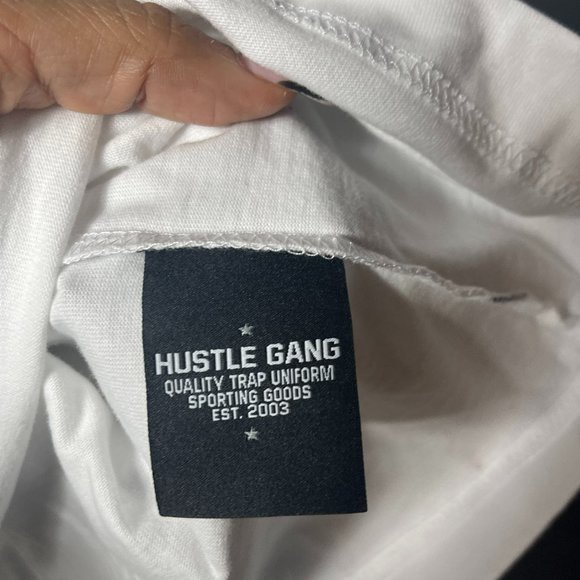 HUSTLE GANG
QUALITY TRAP UNIFORM
SPORTING GOODS
EST. 2003